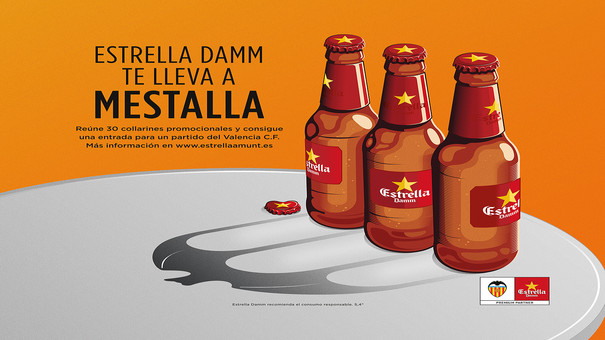 ESTRELLA DAMM
TE LLEVA A
MESTALLA
Reúne 30 collarines promocionales y consigue
una entrada para un partido del Valencia C.F.
Más información en www.estrellaamunt.es
Estrella
Damm
Estrella
Damm
Estrella
Damm
Estrella
Damm
PREMIUM PARTNER
Estrella Damm recomienda el consumo responsable. 5,4º